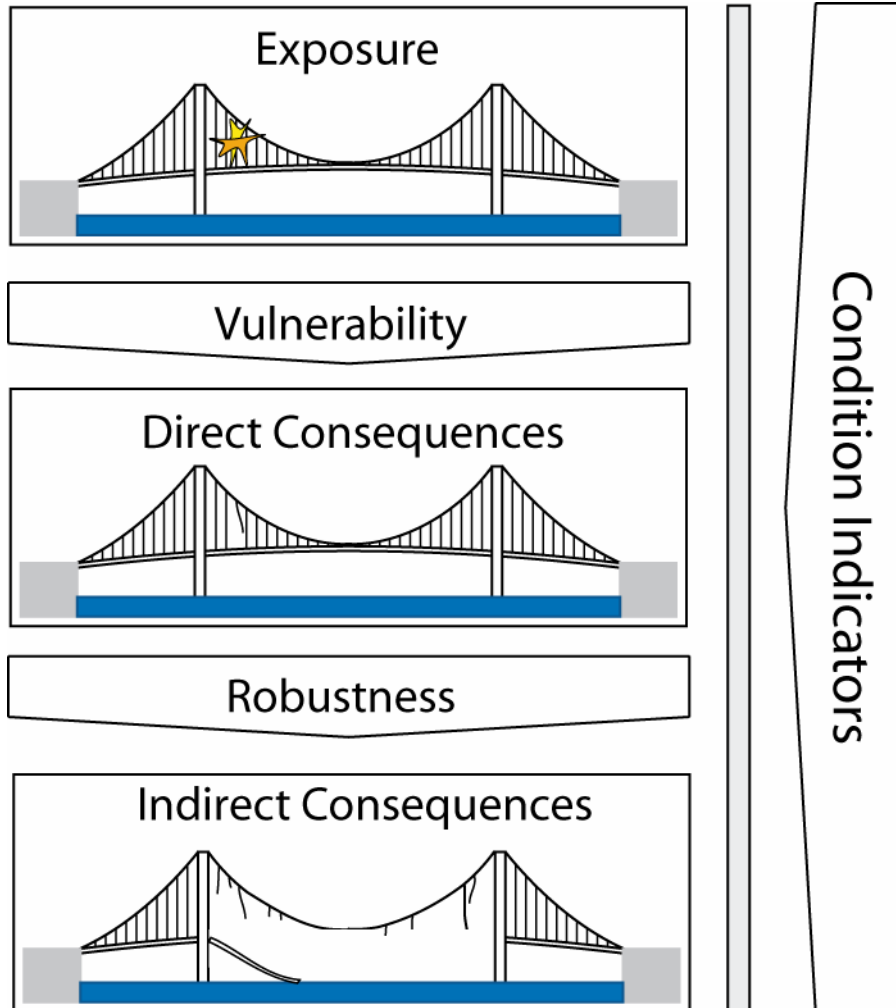 Exposure
Vulnerability
Direct Consequences
Robustness
Indirect Consequences
Condition Indicators